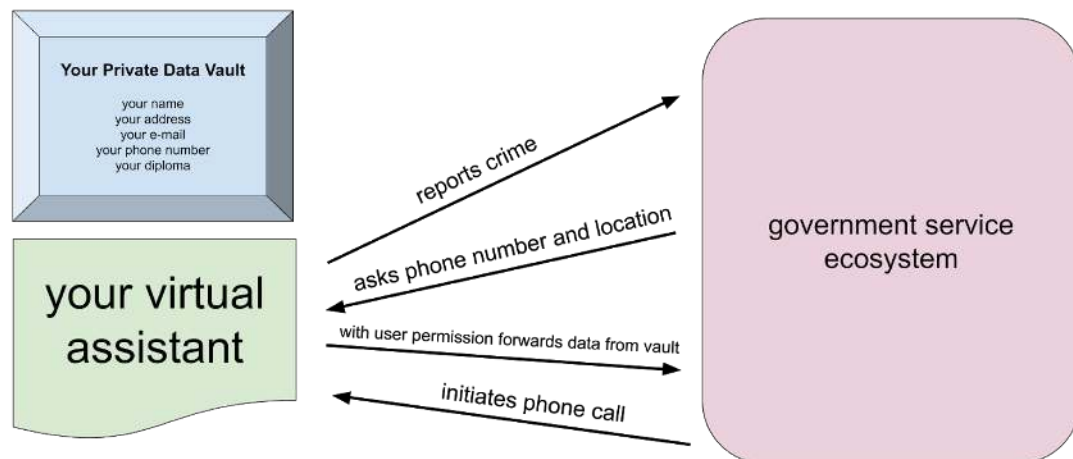 Your Private Data Vault
your name
your address
your e-mail
your phone number
your diploma
your virtual
assistant
reports crime
asks phone number and location
with user permission forwards data from vault
initiates phone call
government service
ecosystem